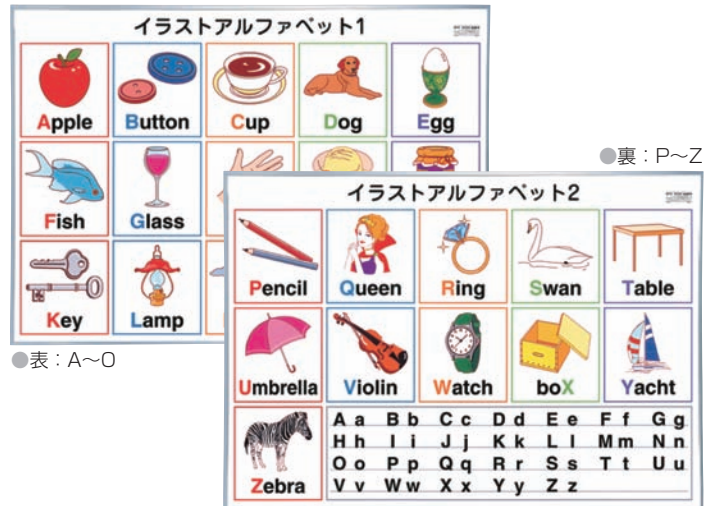 イラストアルファベット1
Apple Button Cup Dog Egg
Fish Glass
Key Lamp
●表：A～O
●裏：P～Z
イラストアルファベット2
Pencil Queen Ring Swan Table
Umbrella Violin Watch boX Yacht
Zebra
A a B b C c D d E e F f G g
H h I i J j K k L l M m N n
O o P p Q q R r S s T t U u
V v W w X x Y y Z z